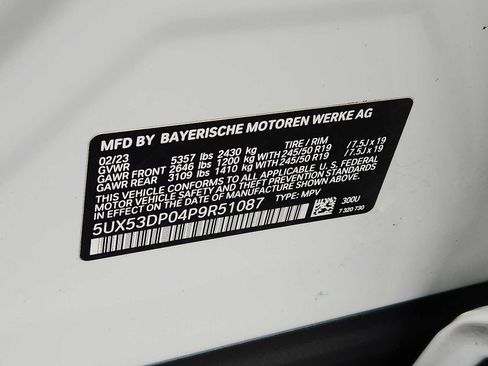 MFD BY BAYERISCHE MOTOREN WERKE AG
02/23 TIRE / RIM
GVWR 5357 lbs 2430 kg
GAWR FRONT 2646 lbs 1200 kg WITH 245/50 R19 / 7.5J x 19
GAWR REAR 3109 lbs 1410 kg WITH 245/50 R19 / 7.5J x 19
THIS VEHICLE CONFORMS TO ALL APPLICABLE U.S. FEDERAL
MOTOR VEHICLE SAFETY STANDARDS IN EFFECT ON THE
DATE OF MANUFACTURE SHOWN ABOVE.
5UX53DP04P9R51087 TYPE: MPV 300U
7 320 730